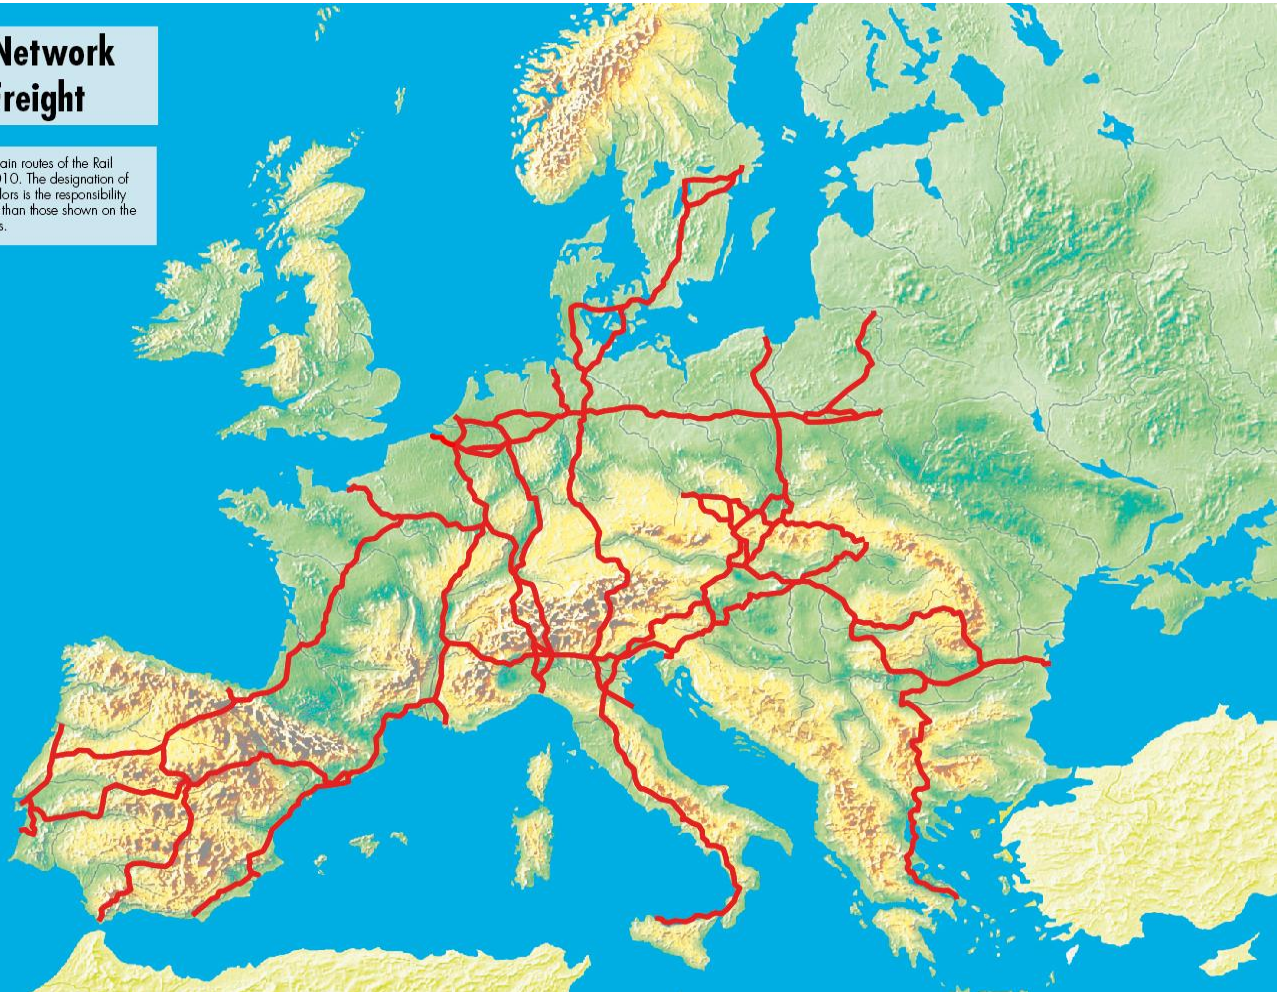 Network
Freight
ain routes of the Rail
010. The designation of
dors is the responsibility
than those shown on the
s.